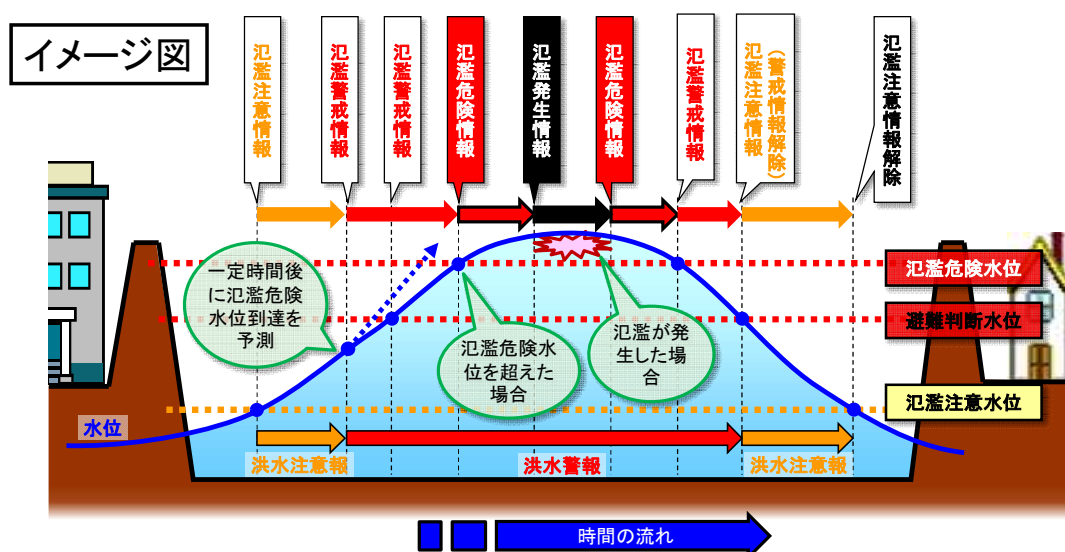 イメージ図
氾濫注意情報
氾濫警戒情報
氾濫警戒情報
氾濫危険情報
氾濫発生情報
氾濫危険情報
氾濫警戒情報
(警戒情報解除)
氾濫注意情報
氾濫注意情報解除
一定時間後
に氾濫危険
水位到達を
予測
氾濫危険水
位を超えた
場合
氾濫が発
生した場
合
氾濫危険水位
避難判断水位
氾濫注意水位
水位
洪水注意報
洪水警報
洪水注意報
時間の流れ